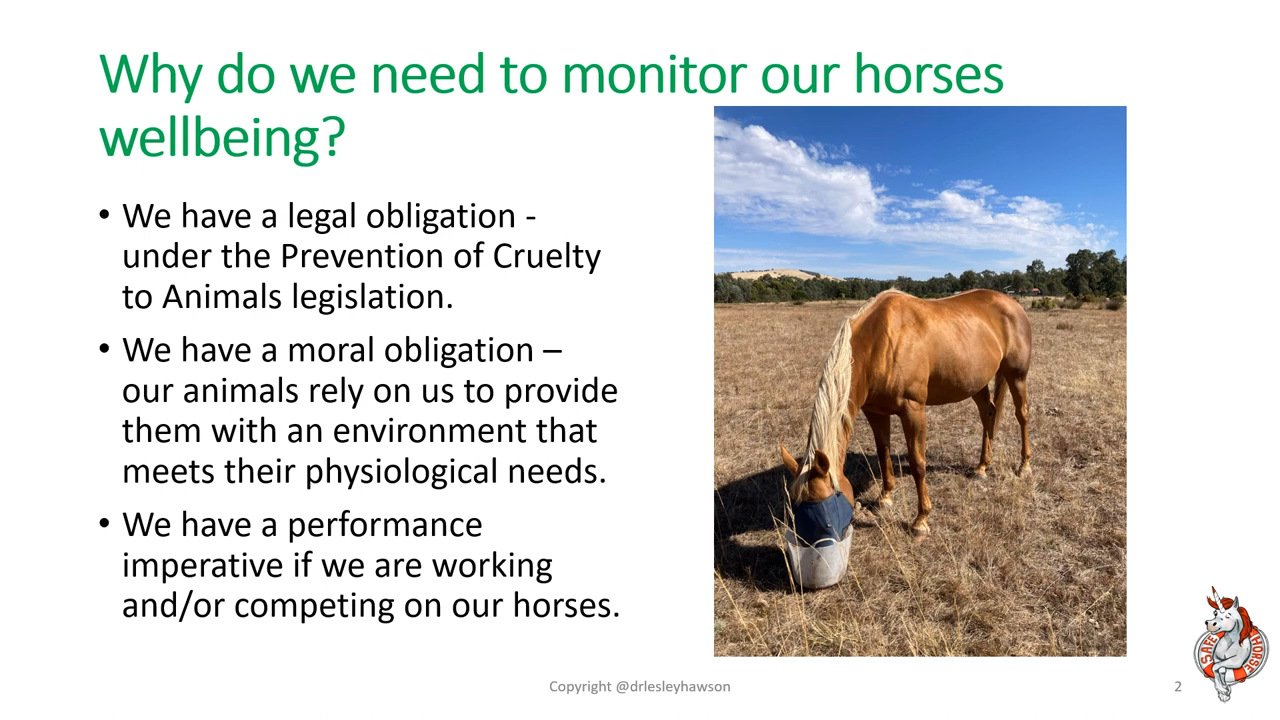 Why do we need to monitor our horses
wellbeing?
• We have a legal obligation -
under the Prevention of Cruelty
to Animals legislation.
• We have a moral obligation –
our animals rely on us to provide
them with an environment that
meets their physiological needs.
• We have a performance
imperative if we are working
and/or competing on our horses.
SAFE HORSE
Copyright @drlesleyhawson
2